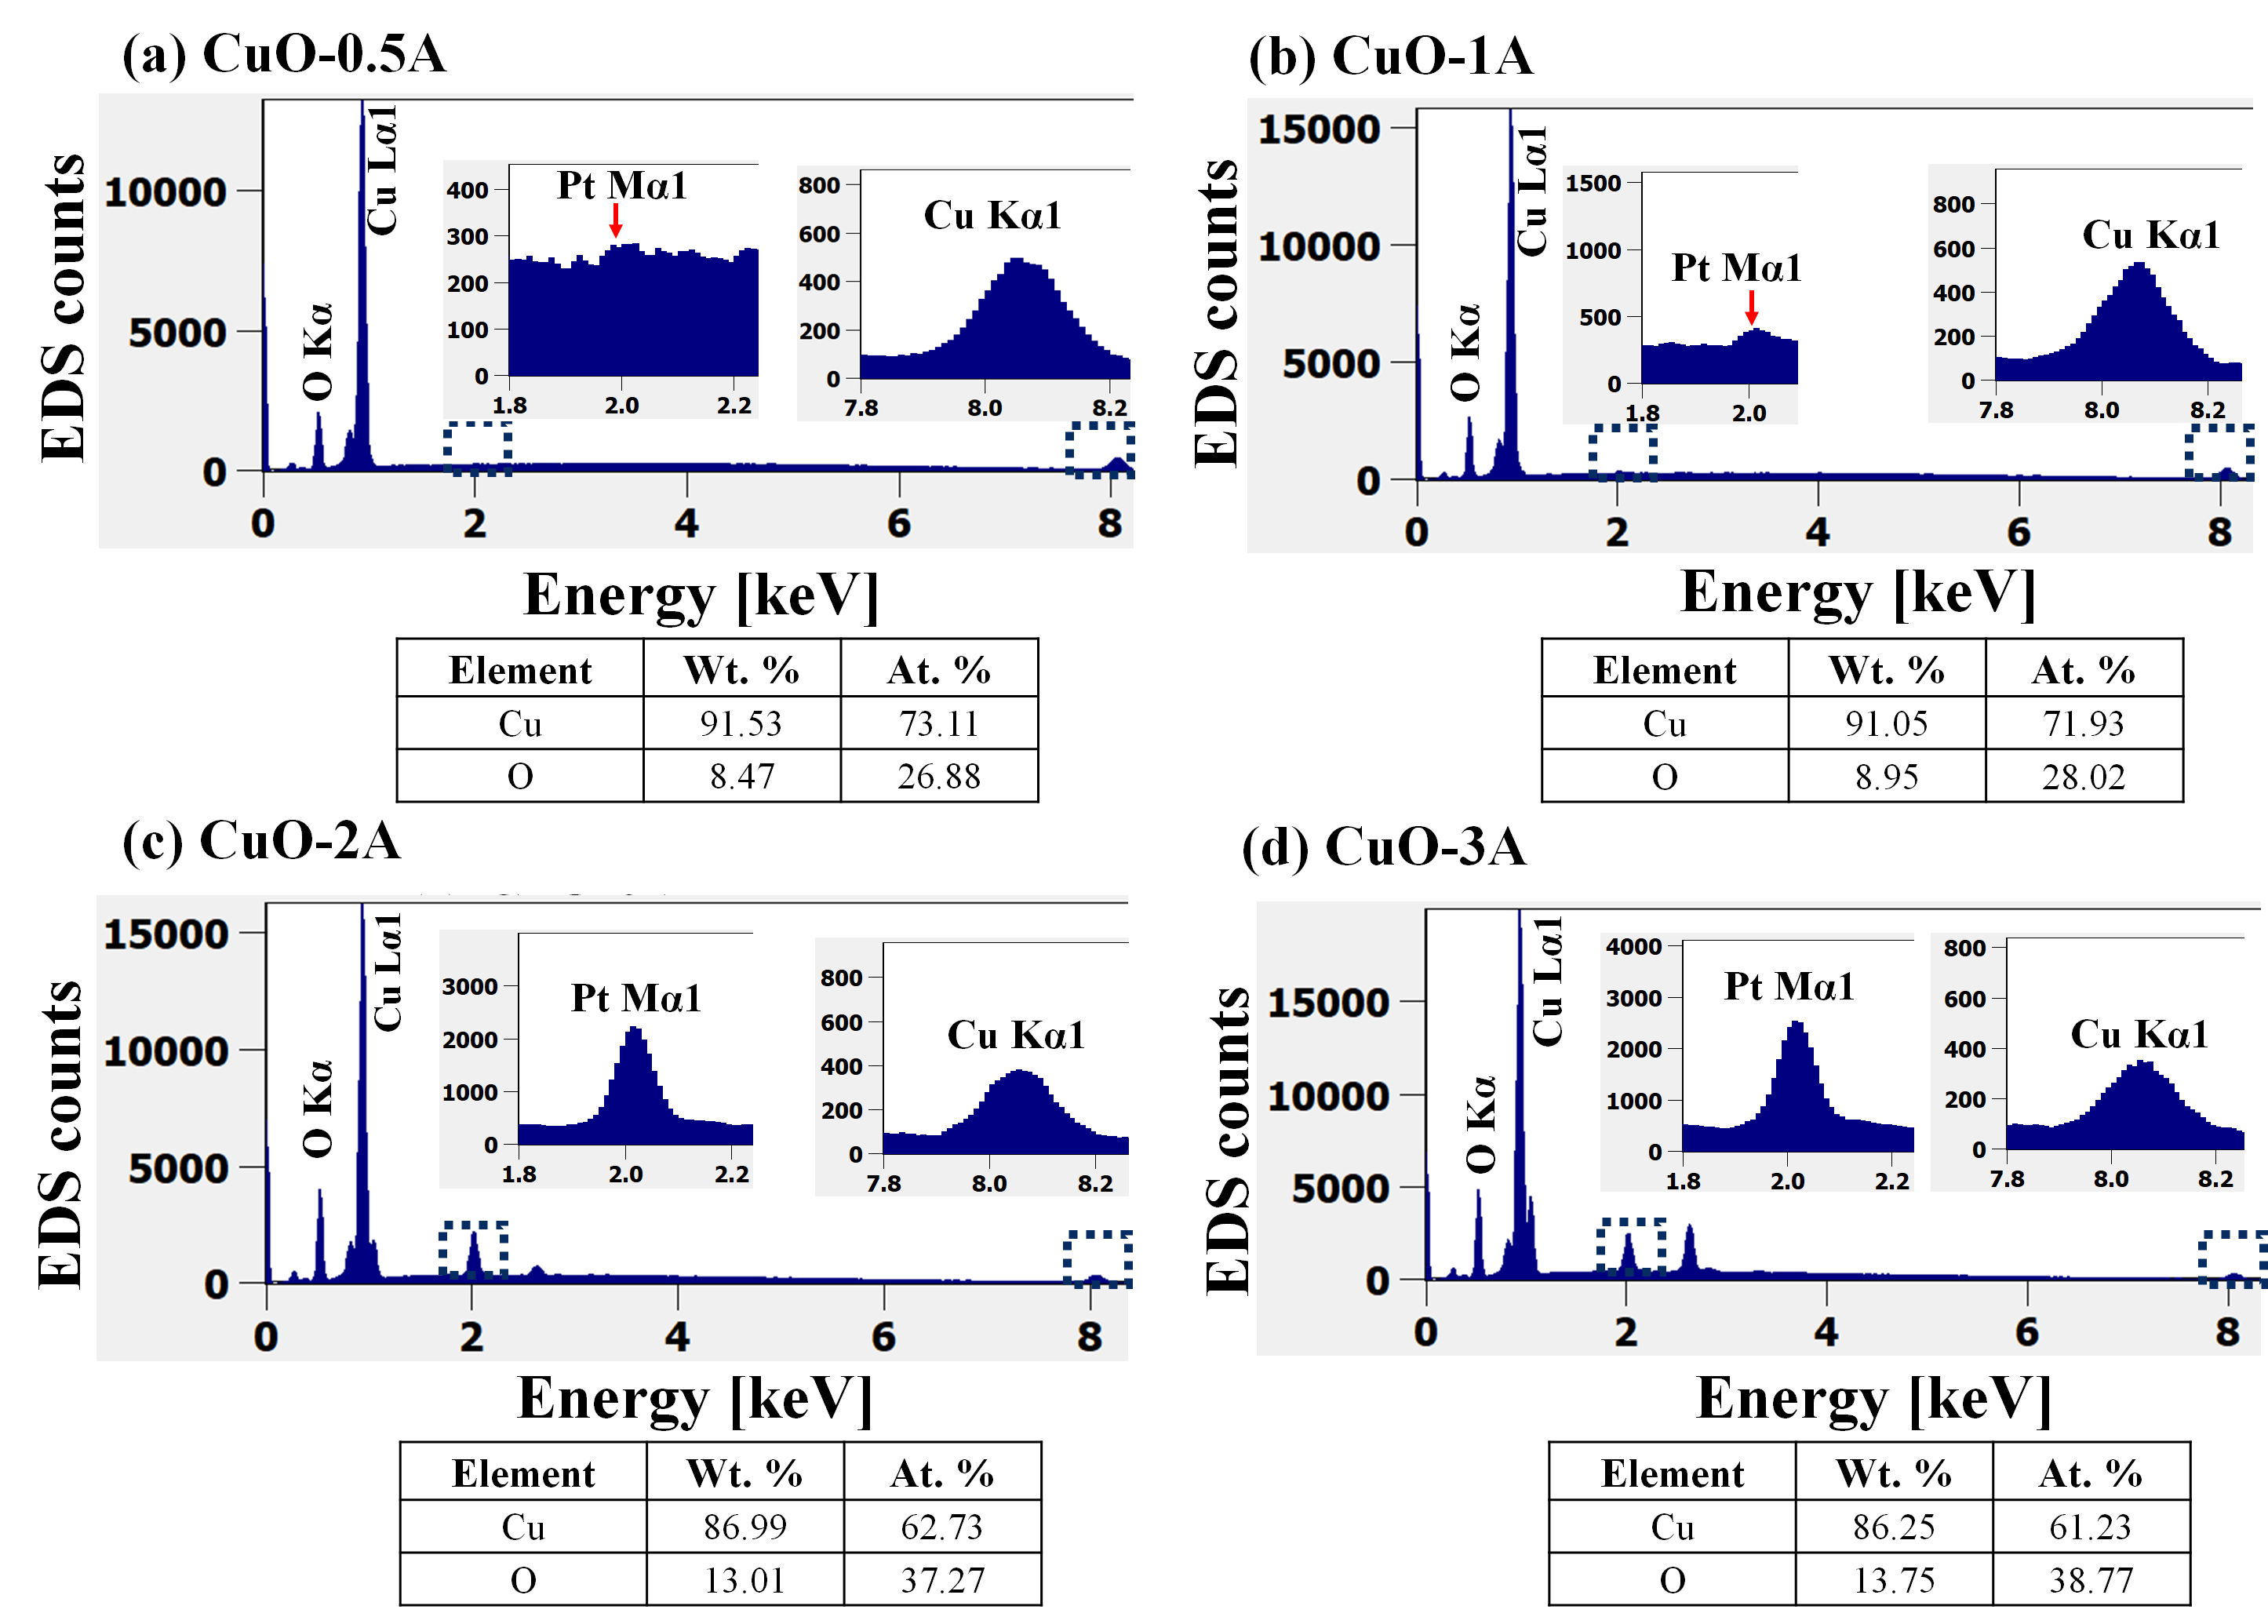 (a) CuO-0.5A
EDS counts
10000
5000
0
O Kα
Cu Lα1
400
300
200
100
0
Pt Mα1
1.8 2.0 2.2
800
600
400
200
0
Cu Kα1
7.8 8.0 8.2
0 2 4 6 8
Energy [keV]
Element Wt. % At. %
Cu 91.53 73.11
O 8.47 26.88
(b) CuO-1A
EDS counts
15000
10000
5000
0
O Kα
Cu Lα1
1500
1000
500
0
Pt Mα1
1.8 2.0
800
600
400
200
0
Cu Kα1
7.8 8.0 8.2
0 2 4 6 8
Energy [keV]
Element Wt. % At. %
Cu 91.05 71.93
O 8.95 28.02
(c) CuO-2A
EDS counts
15000
10000
5000
0
O Kα
Cu Lα1
3000
2000
1000
0
Pt Mα1
1.8 2.0 2.2
800
600
400
200
0
Cu Kα1
7.8 8.0 8.2
0 2 4 6 8
Energy [keV]
Element Wt. % At. %
Cu 86.99 62.73
O 13.01 37.27
(d) CuO-3A
EDS counts
15000
10000
5000
0
O Kα
Cu Lα1
4000
3000
2000
1000
0
Pt Mα1
1.8 2.0 2.2
800
600
400
200
0
Cu Kα1
7.8 8.0 8.2
0 2 4 6 8
Energy [keV]
Element Wt. % At. %
Cu 86.25 61.23
O 13.75 38.77